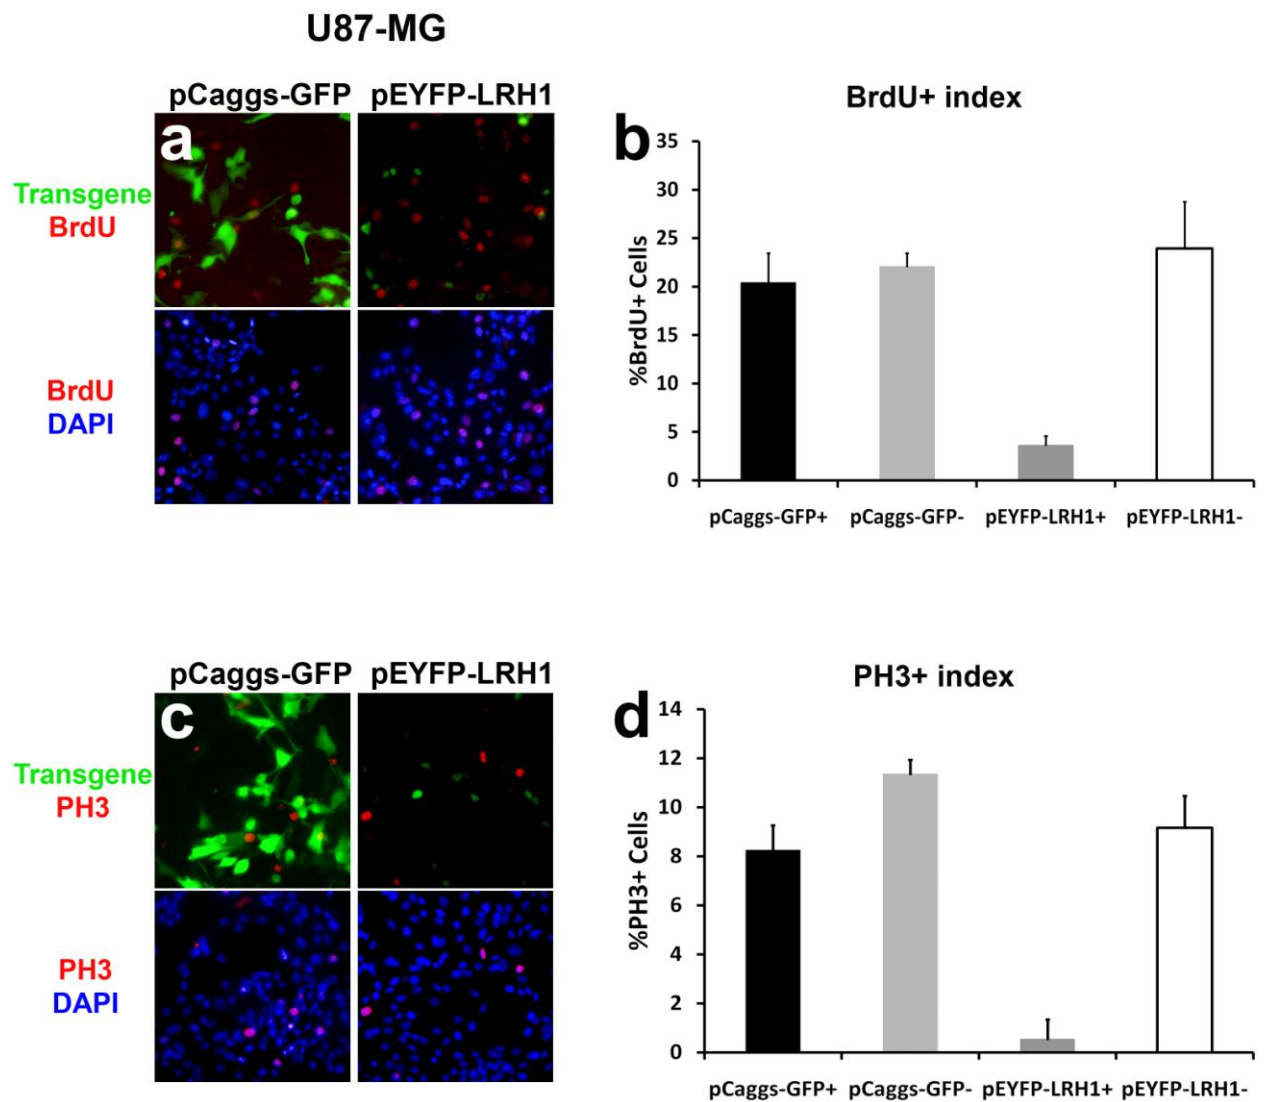 U87-MG
pCaggs-GFP pEYFP-LRH1
a
Transgene
BrdU
BrdU
DAPI
b
BrdU+ index
%BrdU+ Cells
35
30
25
20
15
10
5
0
pCaggs-GFP+ pCaggs-GFP- pEYFP-LRH1+ pEYFP-LRH1-
pCaggs-GFP pEYFP-LRH1
c
Transgene
PH3
PH3
DAPI
d
PH3+ index
%PH3+ Cells
14
12
10
8
6
4
2
0
pCaggs-GFP+ pCaggs-GFP- pEYFP-LRH1+ pEYFP-LRH1-